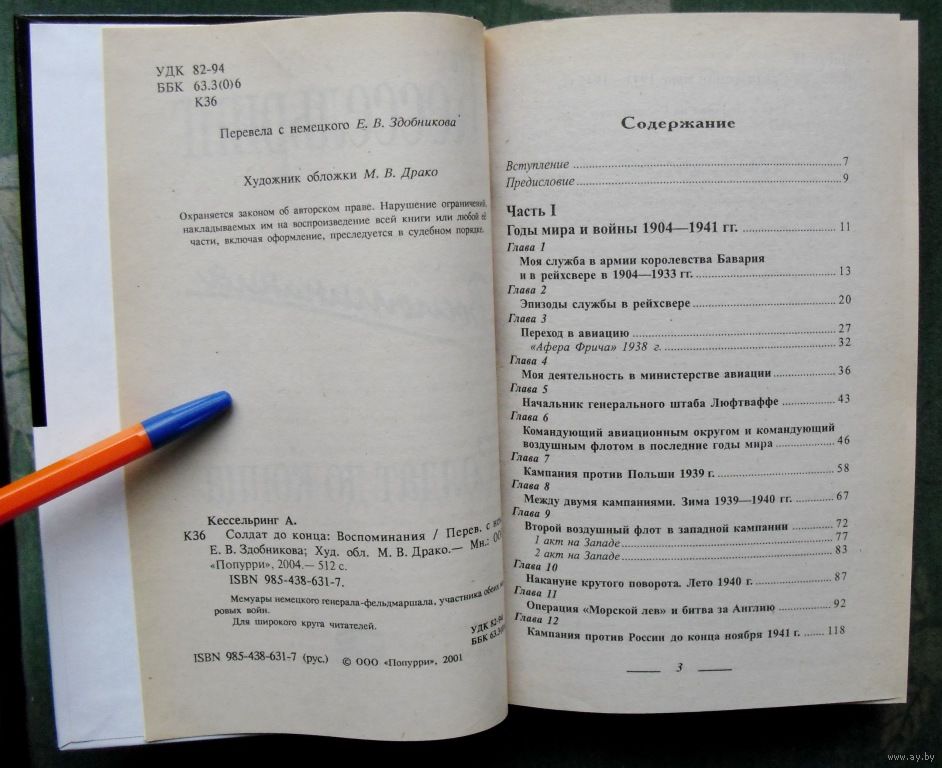 УДК 82-94
ББК 63.3(0)6
К36
Перевела с немецкого Е. В. Здобникова
Художник обложки М. В. Драко
Охраняется законом об авторском праве. Нарушение ограничений,
накладываемых им на воспроизведение всей книги или любой её
части, включая оформление, преследуется в судебном порядке.
Кессельринг А.
К36 Солдат до конца: Воспоминания / Перев. с
Е. В. Здобникова; Худ. обл. М. В. Драко.— Мн.: ОО
«Попурри», 2004.— 512 с.
ISBN 985-438-631-7.
Мемуары немецкого генерала-фельдмаршала, участника обеих
ровых войн.
Для широкого круга читателей.
УДК 82-94
ББК 63.3(0)
ISBN 985-438-631-7 (рус.) © ООО «Попурри», 2001
Содержание
Вступление 7
Предисловие 9
Часть I
Годы мира и войны 1904—1941 гг. 11
Глава 1
Моя служба в армии королевства Бавария
и в рейхсвере в 1904—1933 гг. 13
Глава 2
Эпизоды службы в рейхсвере 20
Глава 3
Переход в авиацию 27
«Афера Фрича» 1938 г. 32
Глава 4
Моя деятельность в министерстве авиации 36
Глава 5
Начальник генерального штаба Люфтваффе 43
Глава 6
Командующий авиационным округом и командующий
воздушным флотом в последние годы мира 46
Глава 7
Кампания против Польши 1939 г. 58
Глава 8
Между двумя кампаниями. Зима 1939—1940 гг. 67
Глава 9
Второй воздушный флот в западной кампании 72
1 акт на Западе 77
2 акт на Западе 83
Глава 10
Накануне крутого поворота. Лето 1940 г. 87
Глава 11
Операция «Морской лев» и битва за Англию 92
Глава 12
Кампания против России до конца ноября 1941 г. 118
3
www.ay.by